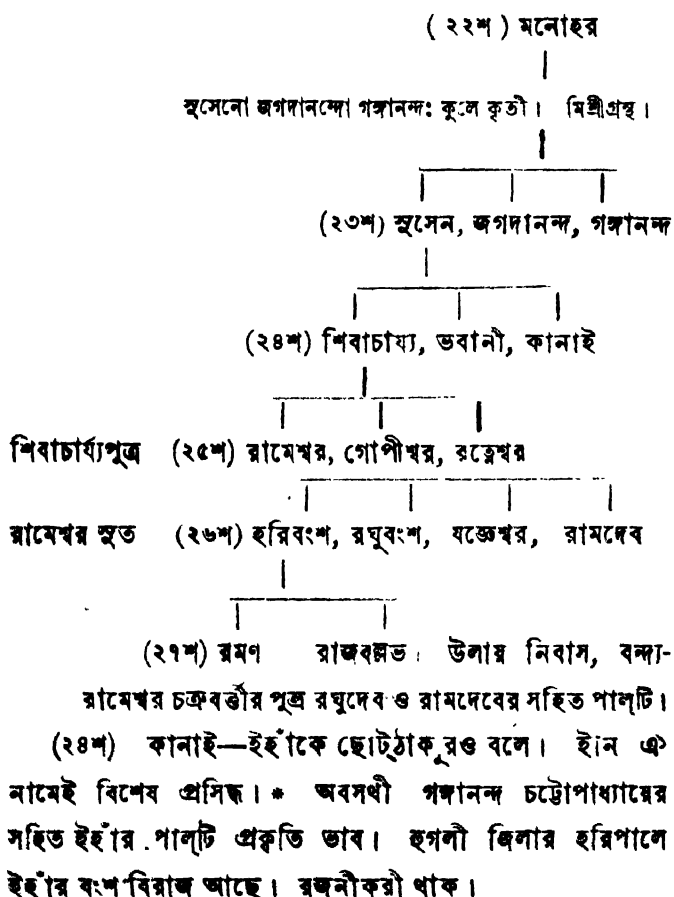 ( ২২শ ) মনোহর
সুসেনো জগদানন্দো গঙ্গানন্দঃ কুলে কৃতী। মিশ্রীগ্রন্থ।
(২৩শ) সুসেন, জগদানন্দ, গঙ্গানন্দ
(২৪শ) শিবাচার্য্য, ভবানী, কানাই
শিবাচার্য্যপুত্র (২৫শ) রামেশ্বর, গোপীশ্বর, রত্নেশ্বর
রামেশ্বর সুত (২৬শ) হরিবংশ, রঘুবংশ, যজ্ঞেশ্বর, রামদেব
(২৭শ) রমণ রাজবল্লভ। উলায় নিবাস, বন্দ্য-
রামেশ্বর চক্রবর্ত্তীর পুত্র রঘুদেব ও রামদেবের সহিত পাল্‌টি।
(২৪শ) কানাই—ইহাঁকে ছোট্‌ঠাকুরও বলে। ইনি ঐ
নামেই বিশেষ প্রসিদ্ধ। * অবসথী গঙ্গানন্দ চট্টোপাধ্যায়ের
সহিত ইহাঁর পাল্‌টি প্রকৃতি ভাব। হুগলী জিলার হরিপালে
ইহাঁর বংশ বিরাজ আছে। রজনীকরী থাক।